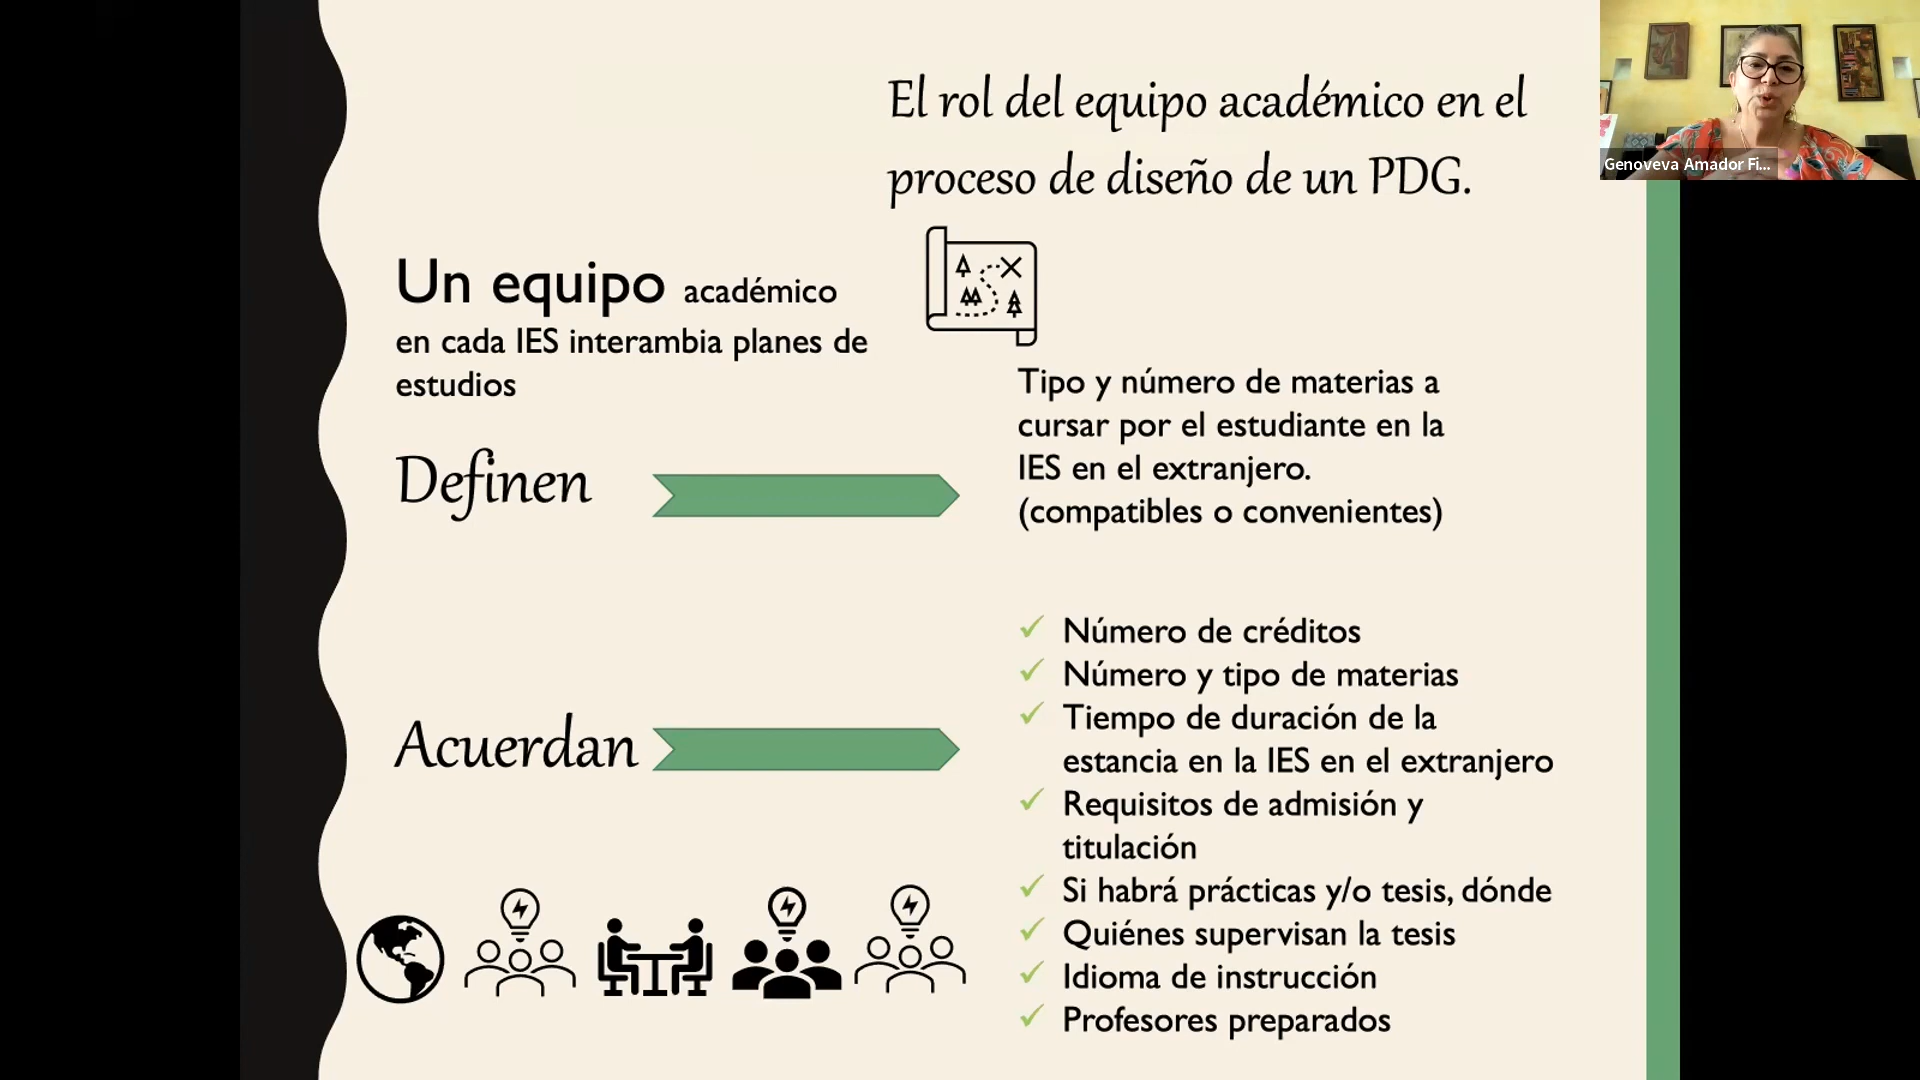 El rol del equipo académico en el
proceso de diseño de un PDG.
Genoveva Amador Fi...
Un equipo académico
en cada IES interambia planes de
estudios
Definen
Tipo y número de materias a
cursar por el estudiante en la
IES en el extranjero.
(compatibles o convenientes)
Acuerdan
Número de créditos
Número y tipo de materias
Tiempo de duración de la
estancia en la IES en el extranjero
Requisitos de admisión y
titulación
Si habrá prácticas y/o tesis, dónde
Quiénes supervisan la tesis
Idioma de instrucción
Profesores preparados